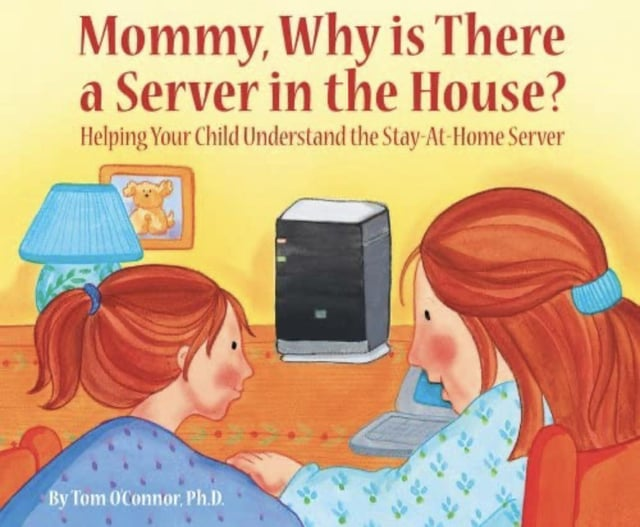 Mommy, Why is There
a Server in the House?
Helping Your Child Understand the Stay-At-Home Server
By Tom O'Connor, Ph.D.